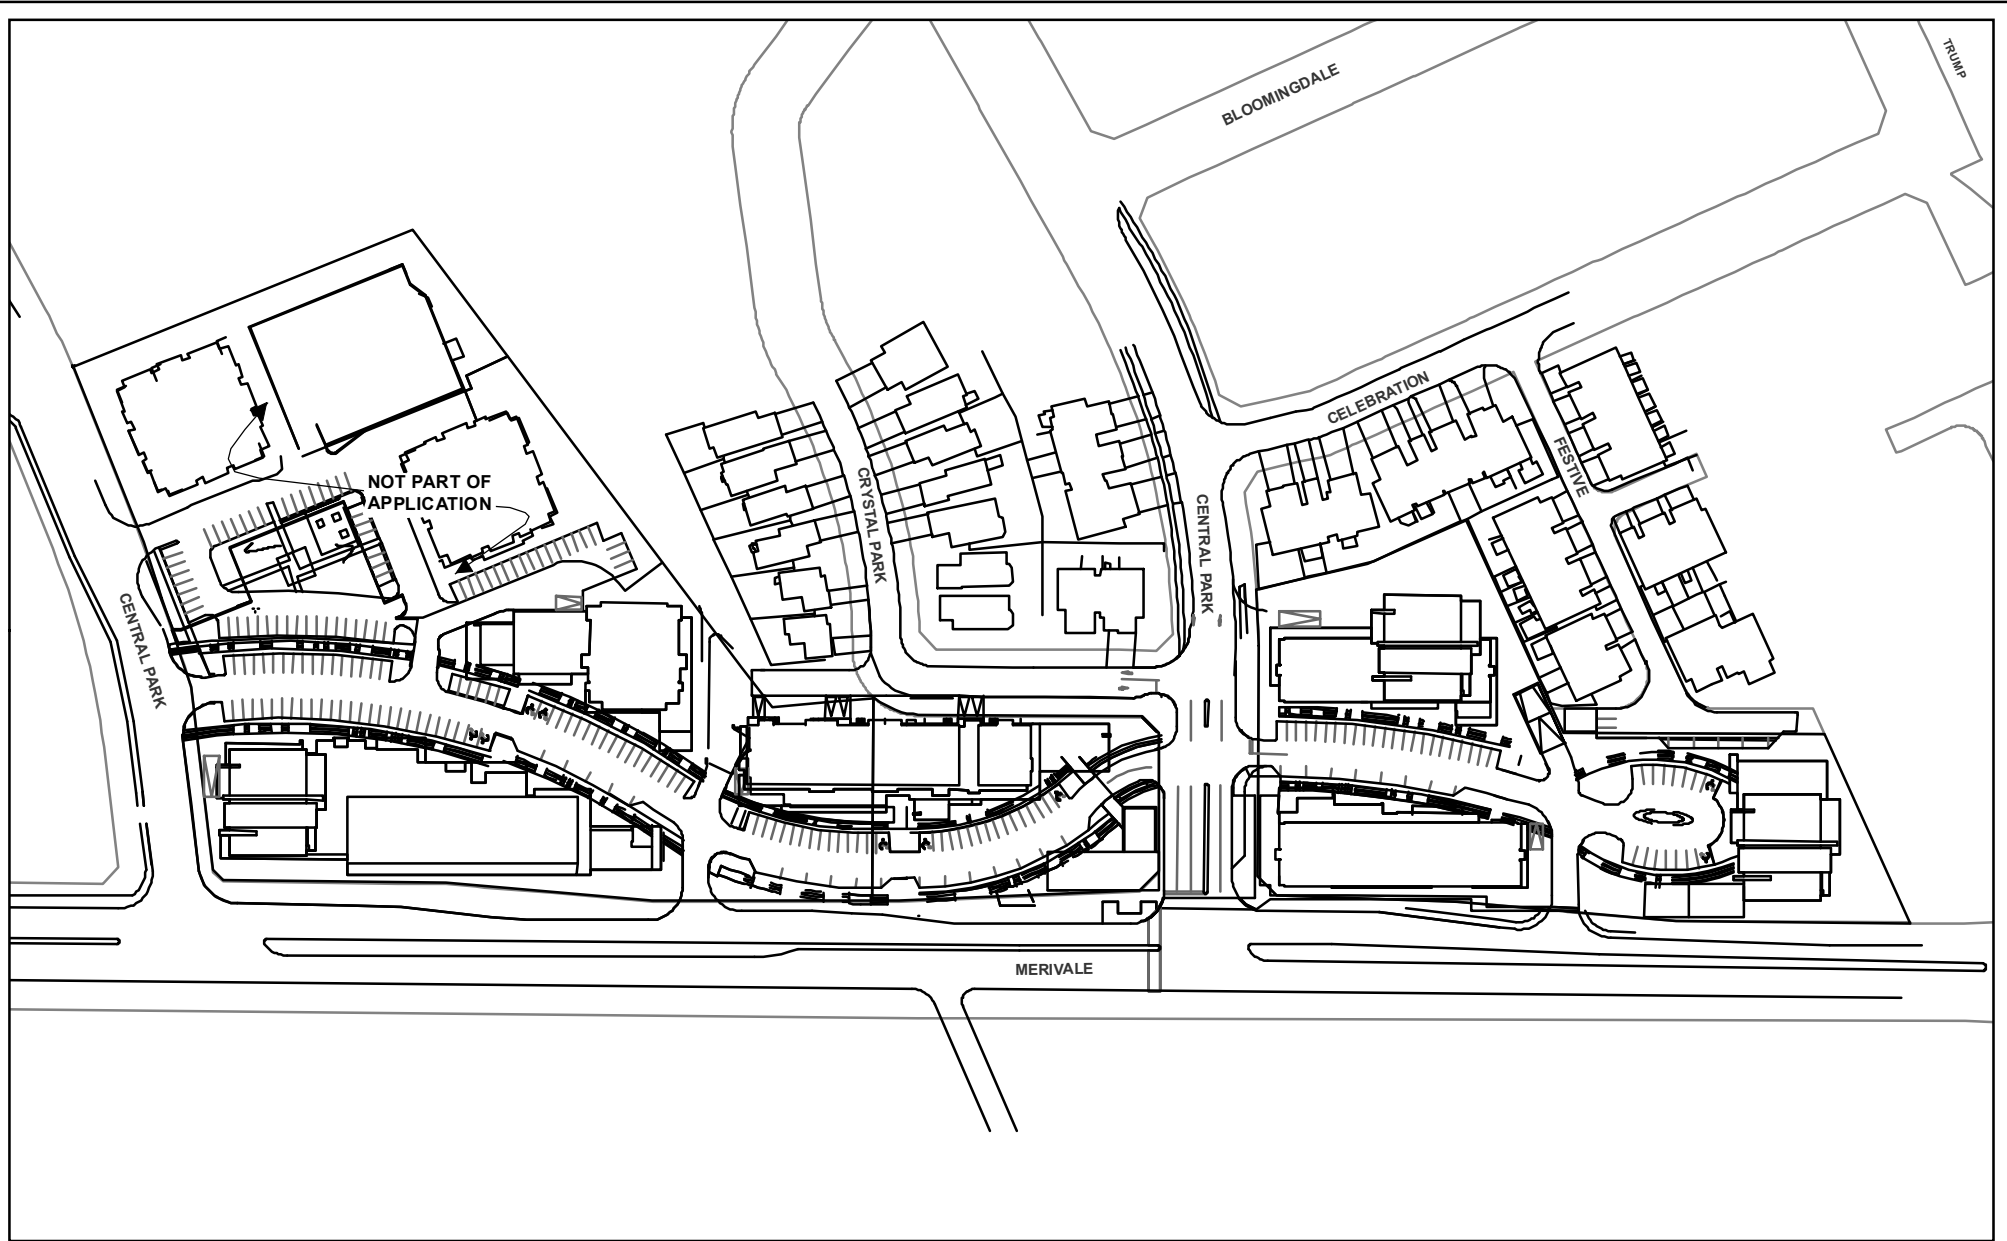 TRUMP
BLOOMINGDALE
CELEBRATION
FESTIVE
NOT PART OF
APPLICATION
CRYSTAL PARK
CENTRAL PARK
CENTRAL PARK
MERIVALE